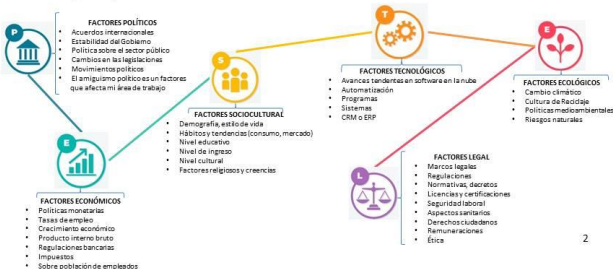 P
FACTORES POLÍTICOS
• Acuerdos internacionales
• Estabilidad del Gobierno
• Política sobre el sector público
• Cambios en las legislaciones
• Movimientos políticos
• El amiguismo político es un factores
que afecta mi área de trabajo
E
FACTORES ECONÓMICOS
• Políticas monetarias
• Tasas de empleo
• Crecimiento económico
• Producto interno bruto
• Regulaciones bancarias
• Impuestos
• Sobre población de empleados
S
FACTORES SOCIOCULTURAL
• Demografía, estilo de vida
• Hábitos y tendencias (consumo, mercado)
• Nivel educativo
• Nivel de ingreso
• Nivel cultural
• Factores religiosos y creencias
T
FACTORES TECNOLÓGICOS
• Avances tendentes en software en la nube
• Automatización
• Programas
• Sistemas
• CRM o ERP
E
FACTORES ECOLÓGICOS
• Cambio climático
• Cultura de Reciclaje
• Políticas medioambientales
• Riesgos naturales
L
FACTORES LEGAL
• Marcos legales
• Regulaciones
• Normativas, decretos
• Licencias y certificaciones
• Seguridad laboral
• Aspectos sanitarios
• Derechos ciudadanos
• Remuneraciones
• Ética
2